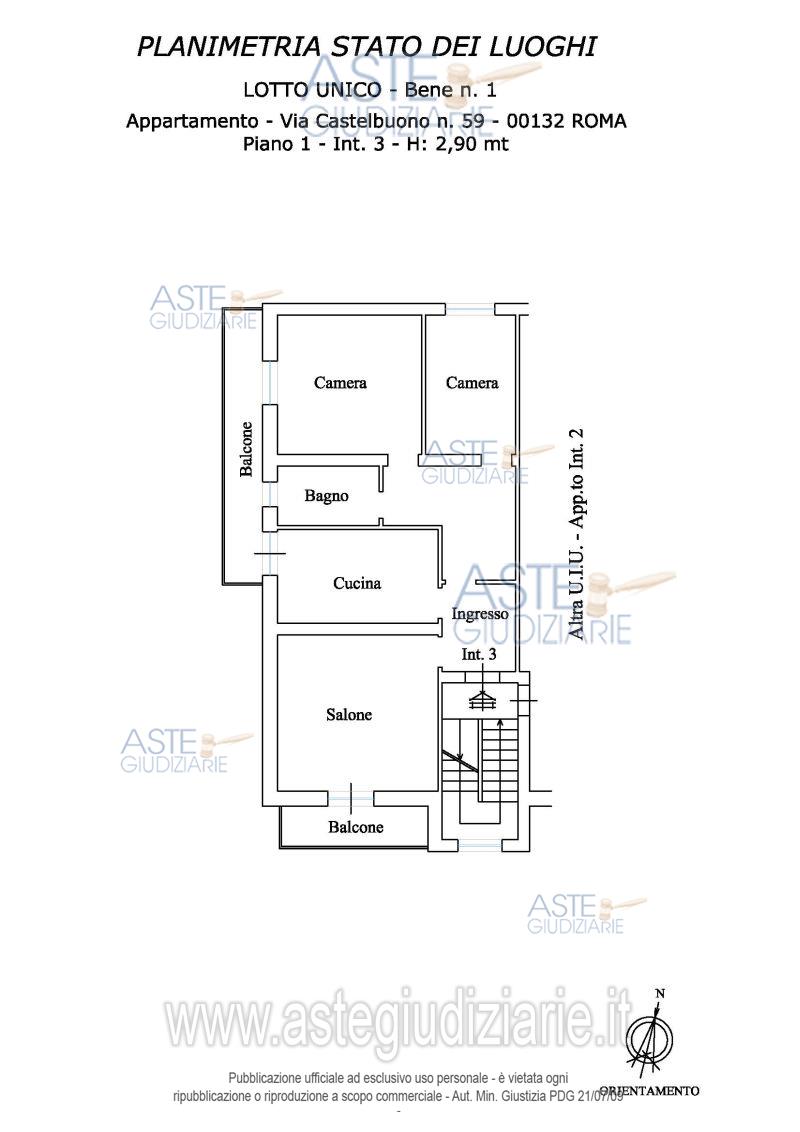 PLANIMETRIA STATO DEI LUOGHI
LOTTO UNICO - Bene n. 1
Appartamento - Via Castelbuono n. 59 - 00132 ROMA
Piano 1 - Int. 3 - H: 2,90 mt
ASTE
GIUDIZIARIE
ASTE
GIUDIZIARIE
Camera
Camera
Balcone
ASTE
GIUDIZIARIE
Altra U.I.U. - App.to Int. 2
Bagno
Cucina
ASTE
GIUDIZIARIE
Ingresso
Int. 3
Salone
ASTE
GIUDIZIARIE
Balcone
ASTE
GIUDIZIARIE
www.astegiudiziarie.it
N
ORIENTAMENTO
Pubblicazione ufficiale ad esclusivo uso personale - è vietata ogni
ripubblicazione o riproduzione a scopo commerciale - Aut. Min. Giustizia PDG 21/07/09
-